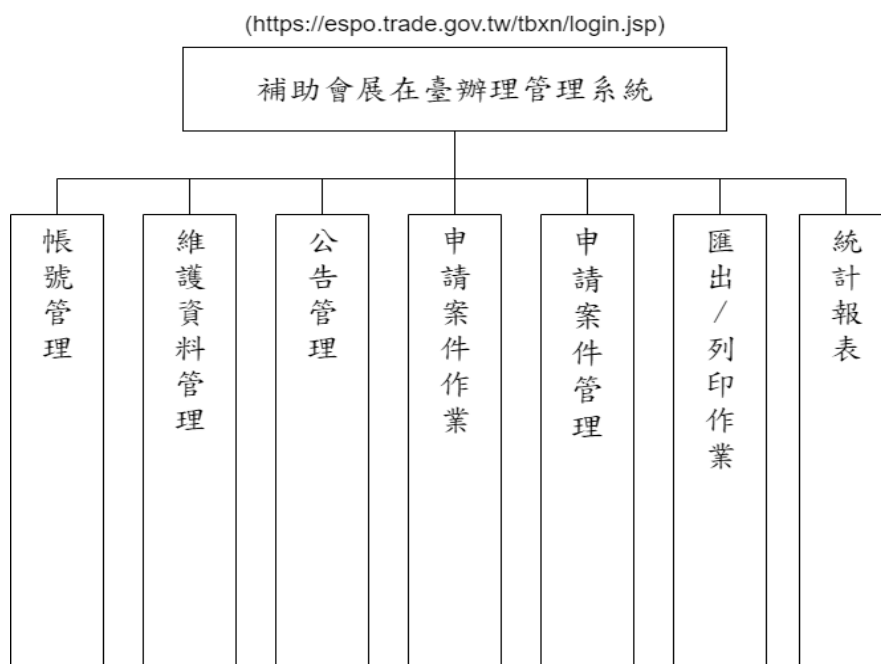 (https://espo.trade.gov.tw/tbxn/login.jsp)
補助會展在臺辦理管理系統
帳號管理
維護資料管理
公告管理
申請案件作業
申請案件管理
匯出/列印作業
統計報表